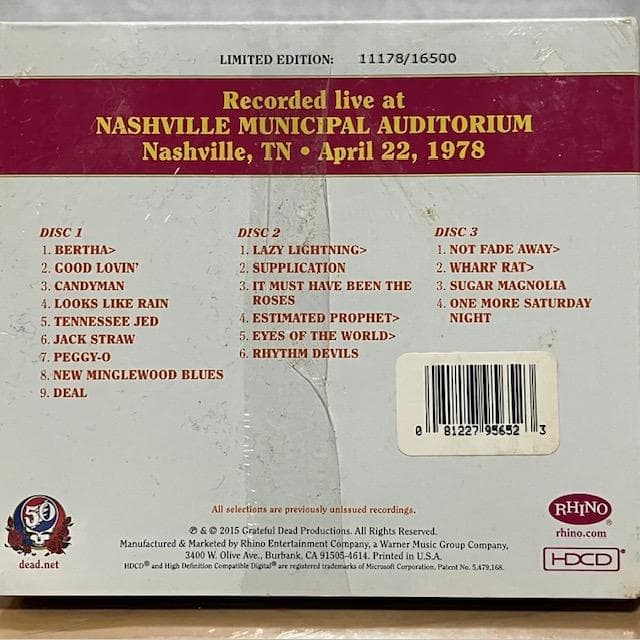 LIMITED EDITION: 11178/16500
Recorded live at
NASHVILLE MUNICIPAL AUDITORIUM
Nashville, TN • April 22, 1978
DISC 1
1. BERTHA>
2. GOOD LOVIN'
3. CANDYMAN
4. LOOKS LIKE RAIN
5. TENNESSEE JED
6. JACK STRAW
7. PEGGY-O
8. NEW MINGLEWOOD BLUES
9. DEAL
DISC 2
1. LAZY LIGHTNING>
2. SUPPLICATION
3. IT MUST HAVE BEEN THE
ROSES
4. ESTIMATED PROPHET>
5. EYES OF THE WORLD>
6. RHYTHM DEVILS
DISC 3
1. NOT FADE AWAY>
2. WHARF RAT>
3. SUGAR MAGNOLIA
4. ONE MORE SATURDAY
NIGHT
0 81227 95652 3
All selections are previously unissued recordings.
50
dead.net
℗ & © 2015 Grateful Dead Productions. All Rights Reserved.
Manufactured & Marketed by Rhino Entertainment Company, a Warner Music Group Company,
3400 W. Olive Ave., Burbank, CA 91505-4614. Printed in U.S.A.
HDCD® and High Definition Compatible Digital® are registered trademarks of Microsoft Corporation, Patent No. 5,479,168.
RHINO
rhino.com
HDCD